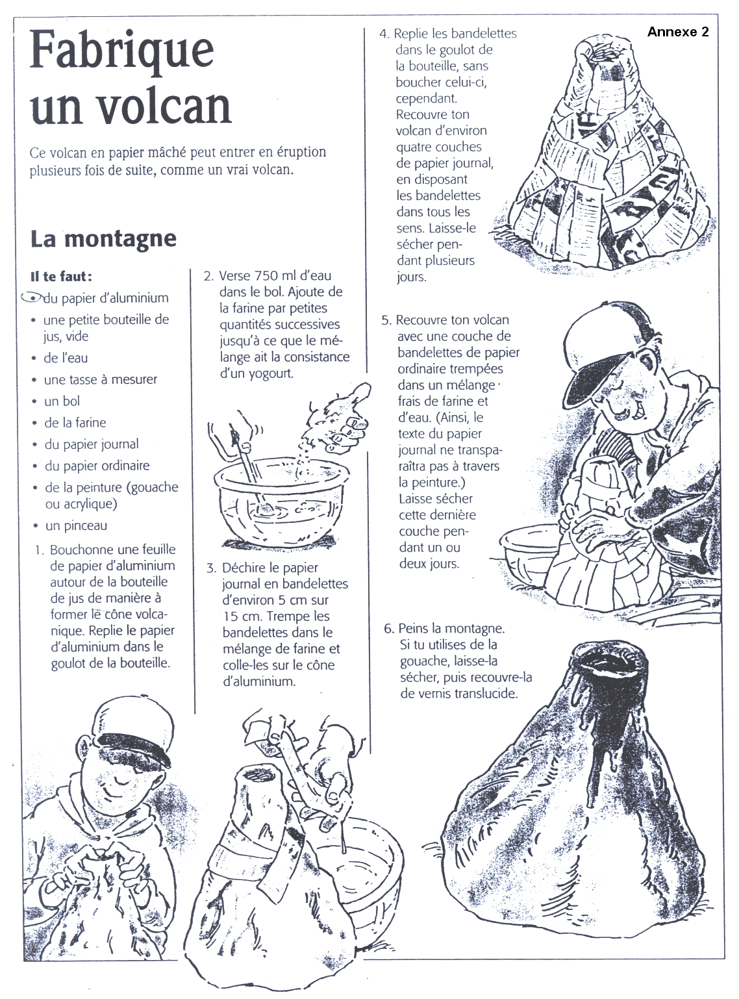 Annexe 2
Fabrique
un volcan
Ce volcan en papier mâché peut entrer en éruption
plusieurs fois de suite, comme un vrai volcan.
La montagne
Il te faut:
• du papier d'aluminium
• une petite bouteille de
jus, vide
• de l'eau
• une tasse à mesurer
• un bol
• de la farine
• du papier journal
• du papier ordinaire
• de la peinture (gouache
ou acrylique)
• un pinceau
1. Bouchonne une feuille
de papier d'aluminium
autour de la bouteille
de jus de manière à
former le cône volca-
nique. Replie le papier
d'aluminium dans le
goulot de la bouteille.
2. Verse 750 ml d'eau
dans le bol. Ajoute de
la farine par petites
quantités successives
jusqu'à ce que le mé-
lange ait la consistance
d'un yogourt.
3. Déchire le papier
journal en bandelettes
d'environ 5 cm sur
15 cm. Trempe les
bandelettes dans le
mélange de farine et
colle-les sur le cône
d'aluminium.
4. Replie les bandelettes
dans le goulot de
la bouteille, sans
boucher celui-ci,
cependant.
Recouvre ton
volcan d'environ
quatre couches
de papier journal,
en disposant
les bandelettes
dans tous les
sens. Laisse-le
sécher pen-
dant plusieurs
jours.
5. Recouvre ton volcan
avec une couche de
bandelettes de papier
ordinaire trempées
dans un mélange
frais de farine et
d'eau. (Ainsi, le
texte du papier
journal ne transpa-
raîtra pas à travers
la peinture.)
Laisse sécher
cette dernière
couche pen-
dant un ou
deux jours.
6. Peins la montagne.
Si tu utilises de la
gouache, laisse-la
sécher, puis recouvre-la
de vernis translucide.